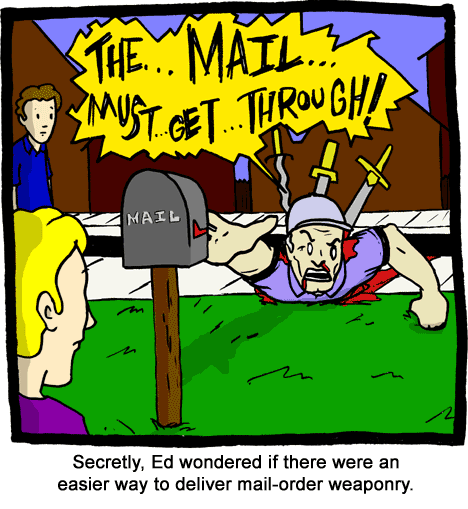 THE... MAIL...
MUST...GET...THROUGH!
MAIL
Secretly, Ed wondered if there were an
easier way to deliver mail-order weaponry.